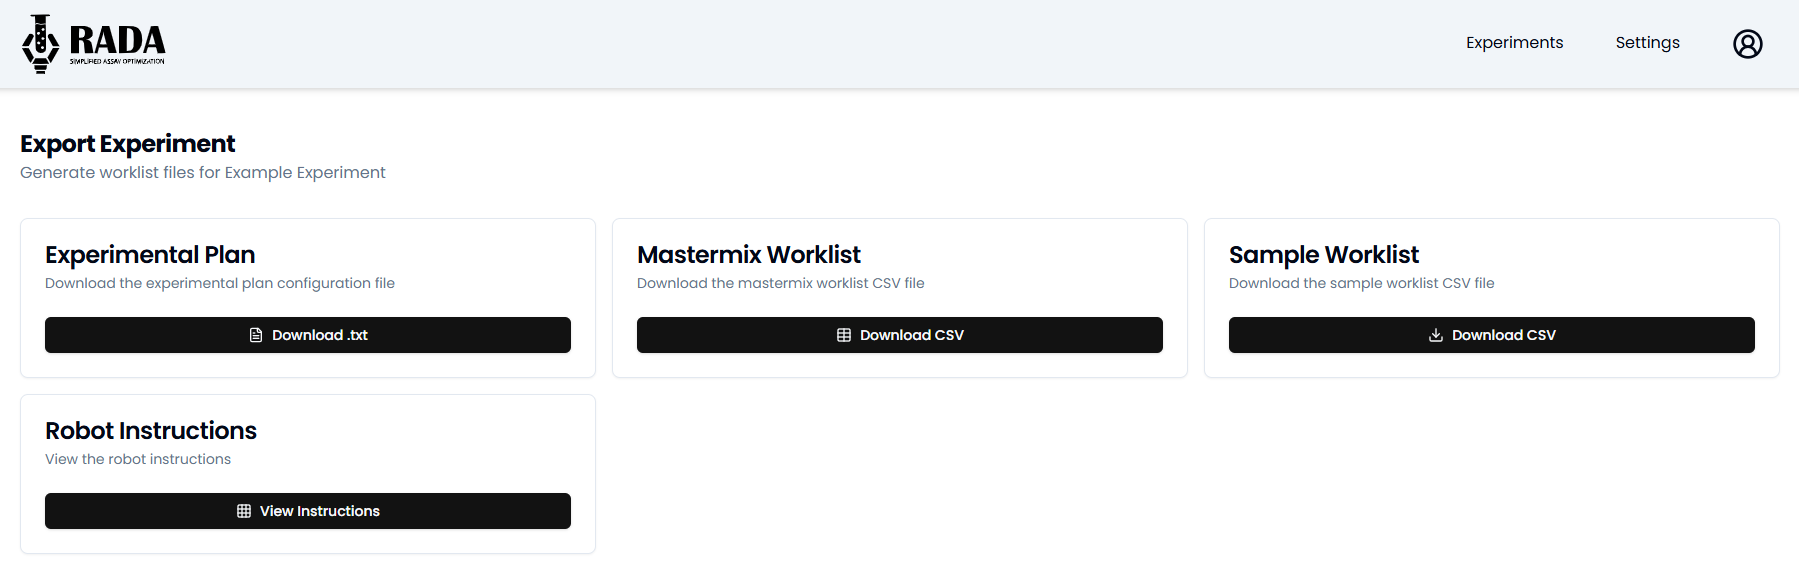 RADA
SIMPLIFIED ASSAY OPTIMIZATION
Experiments
Settings
Export Experiment
Generate worklist files for Example Experiment
Experimental Plan
Download the experimental plan configuration file
Download .txt
Mastermix Worklist
Download the mastermix worklist CSV file
Download CSV
Sample Worklist
Download the sample worklist CSV file
Download CSV
Robot Instructions
View the robot instructions
View Instructions